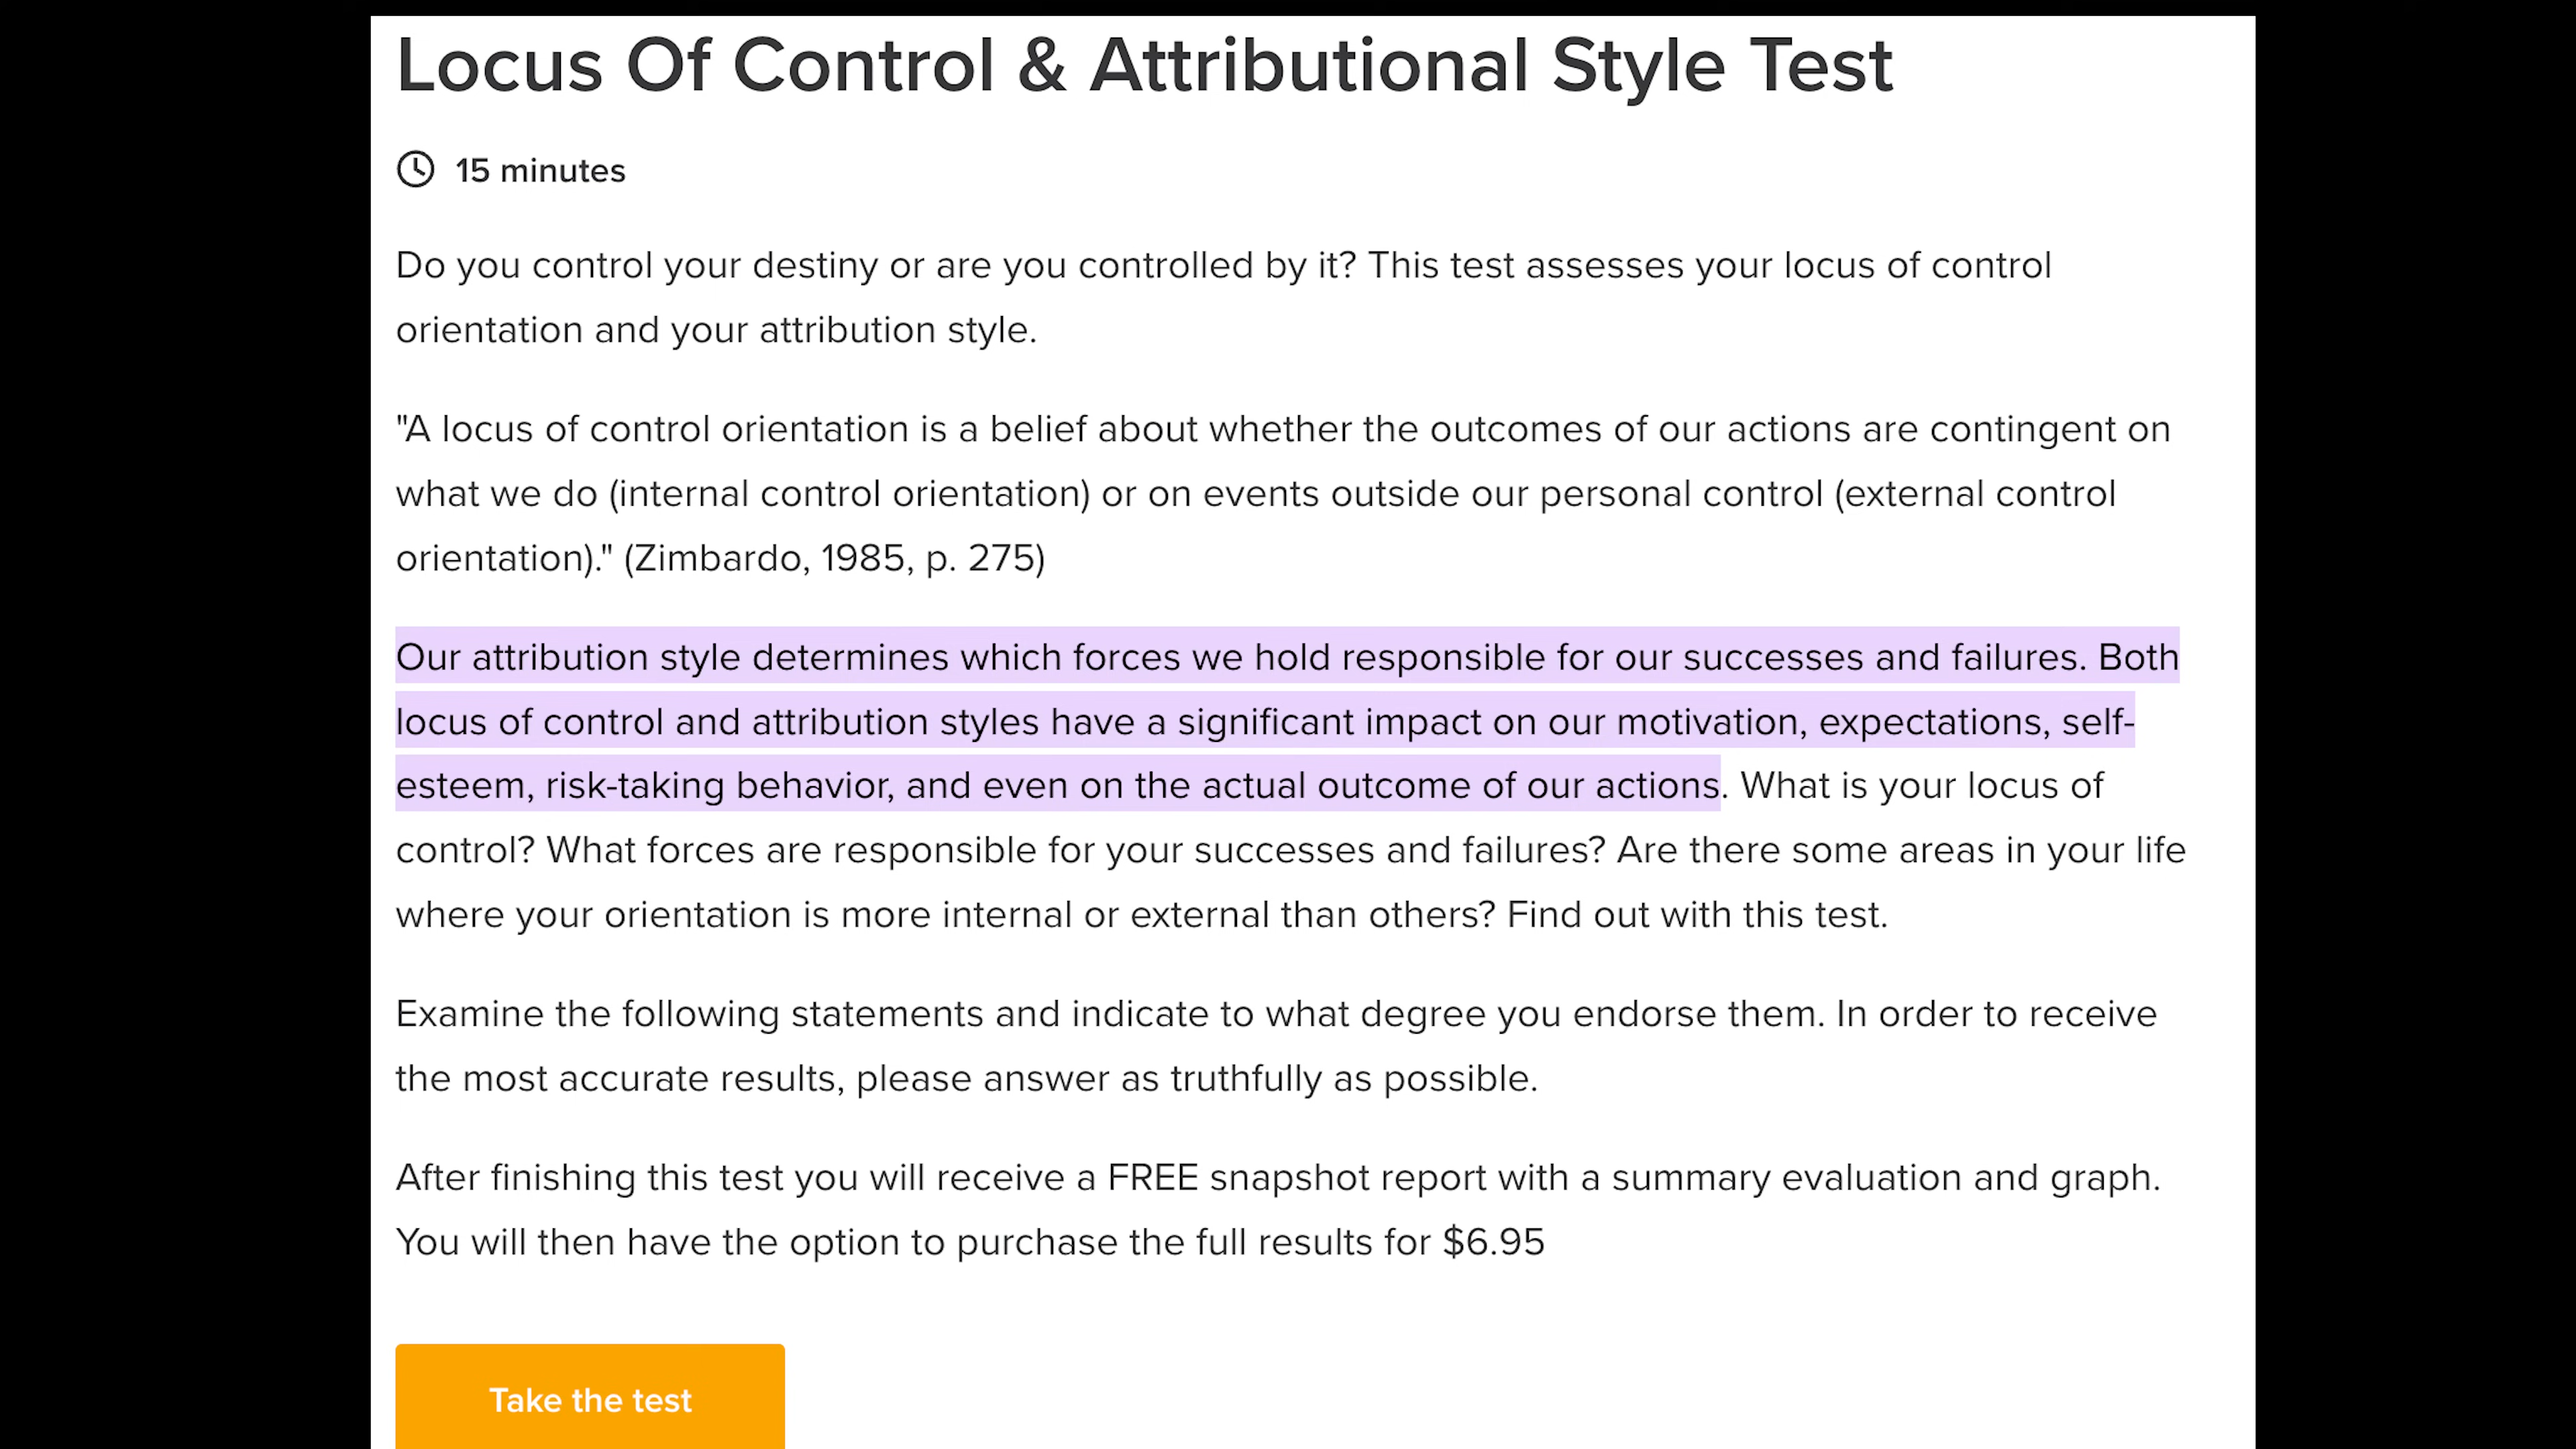 Locus Of Control & Attributional Style Test
15 minutes
Do you control your destiny or are you controlled by it? This test assesses your locus of control
orientation and your attribution style.
"A locus of control orientation is a belief about whether the outcomes of our actions are contingent on
what we do (internal control orientation) or on events outside our personal control (external control
orientation)." (Zimbardo, 1985, p. 275)
Our attribution style determines which forces we hold responsible for our successes and failures. Both
locus of control and attribution styles have a significant impact on our motivation, expectations, self-
esteem, risk-taking behavior, and even on the actual outcome of our actions. What is your locus of
control? What forces are responsible for your successes and failures? Are there some areas in your life
where your orientation is more internal or external than others? Find out with this test.
Examine the following statements and indicate to what degree you endorse them. In order to receive
the most accurate results, please answer as truthfully as possible.
After finishing this test you will receive a FREE snapshot report with a summary evaluation and graph.
You will then have the option to purchase the full results for $6.95
Take the test